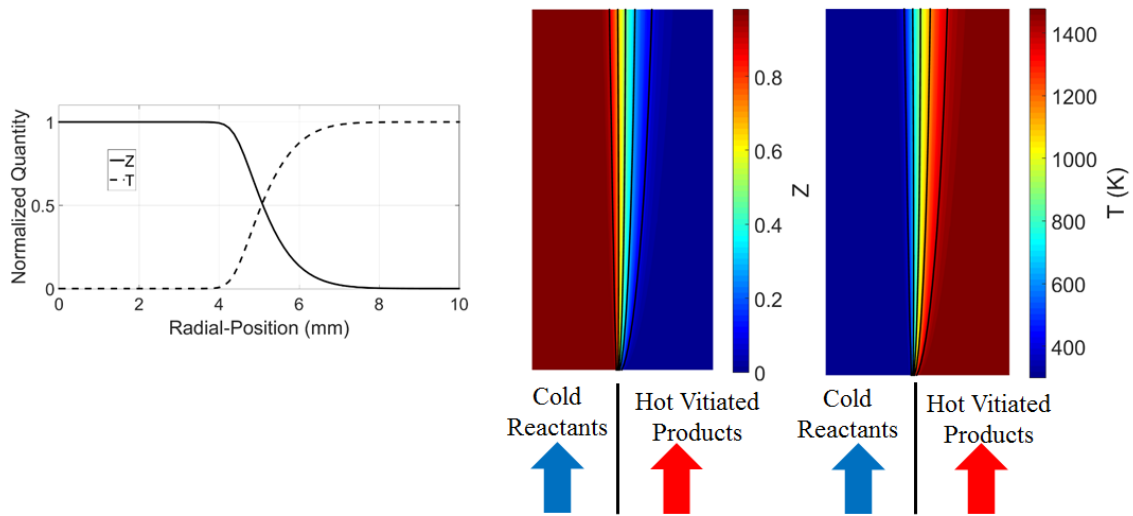 Normalized Quantity
1
0.5
0
Z
T
0
2
4
6
8
10
Radial-Position (mm)
0.8
0.6
0.4
0.2
0
Z
1400
1200
1000
800
600
400
T (K)
Cold
Reactants
Hot Vitiated
Products
Cold
Reactants
Hot Vitiated
Products